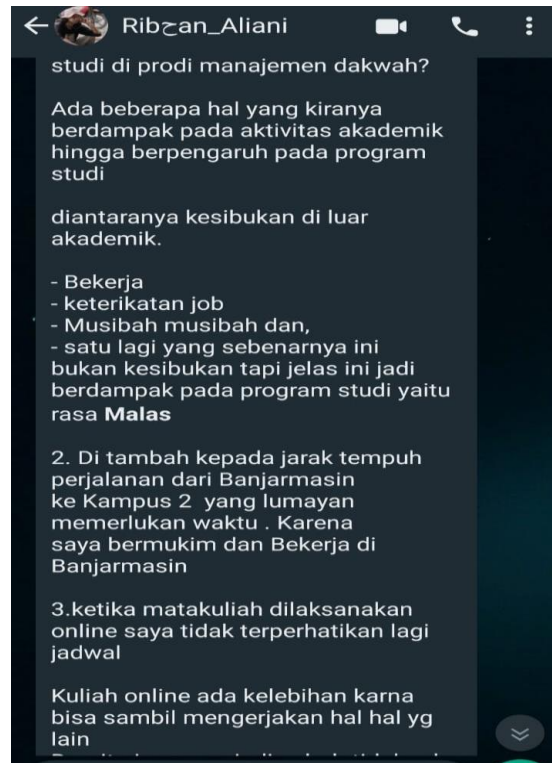 Ribحan_Aliani
studi di prodi manajemen dakwah?
Ada beberapa hal yang kiranya
berdampak pada aktivitas akademik
hingga berpengaruh pada program
studi
diantaranya kesibukan di luar
akademik.
- Bekerja
- keterikatan job
- Musibah musibah dan,
- satu lagi yang sebenarnya ini
bukan kesibukan tapi jelas ini jadi
berdampak pada program studi yaitu
rasa Malas
2. Di tambah kepada jarak tempuh
perjalanan dari Banjarmasin
ke Kampus 2 yang lumayan
memerlukan waktu . Karena
saya bermukim dan Bekerja di
Banjarmasin
3.ketika matakuliah dilaksanakan
online saya tidak terperhatikan lagi
jadwal
Kuliah online ada kelebihan karna
bisa sambil mengerjakan hal hal yg
lain